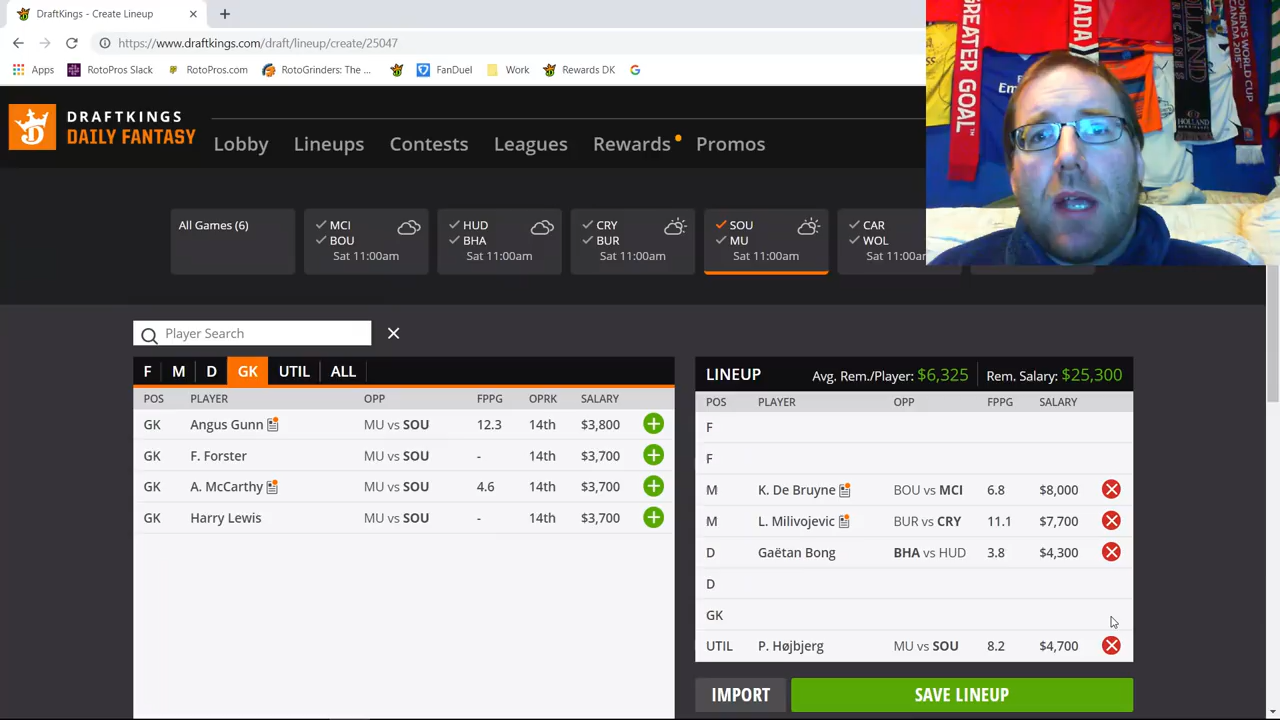 DraftKings - Create Lineup
https://www.draftkings.com/draft/lineup/create/25047
Apps RotoPros Slack RotoPros.com RotoGrinders: The ... FanDuel Work Rewards DK
DRAFTKINGS
DAILY FANTASY
Lobby Lineups Contests Leagues Rewards Promos
All Games (6)
MCI
BOU
Sat 11:00am
HUD
BHA
Sat 11:00am
CRY
BUR
Sat 11:00am
SOU
MU
Sat 11:00am
CAR
WOL
Sat 11:00am
Player Search
F M D GK UTIL ALL
POS PLAYER OPP FPPG OPRK SALARY
GK Angus Gunn MU vs SOU 12.3 14th $3,800
GK F. Forster MU vs SOU - 14th $3,700
GK A. McCarthy MU vs SOU 4.6 14th $3,700
GK Harry Lewis MU vs SOU - 14th $3,700
LINEUP Avg. Rem./Player: $6,325 Rem. Salary: $25,300
POS PLAYER OPP FPPG SALARY
F
F
M K. De Bruyne BOU vs MCI 6.8 $8,000
M L. Milivojevic BUR vs CRY 11.1 $7,700
D Gaëtan Bong BHA vs HUD 3.8 $4,300
D
GK
UTIL P. Højbjerg MU vs SOU 8.2 $4,700
IMPORT SAVE LINEUP
GREATER GOAL
HOLLAND
WOMEN'S WORLD CUP
CANADA 2015